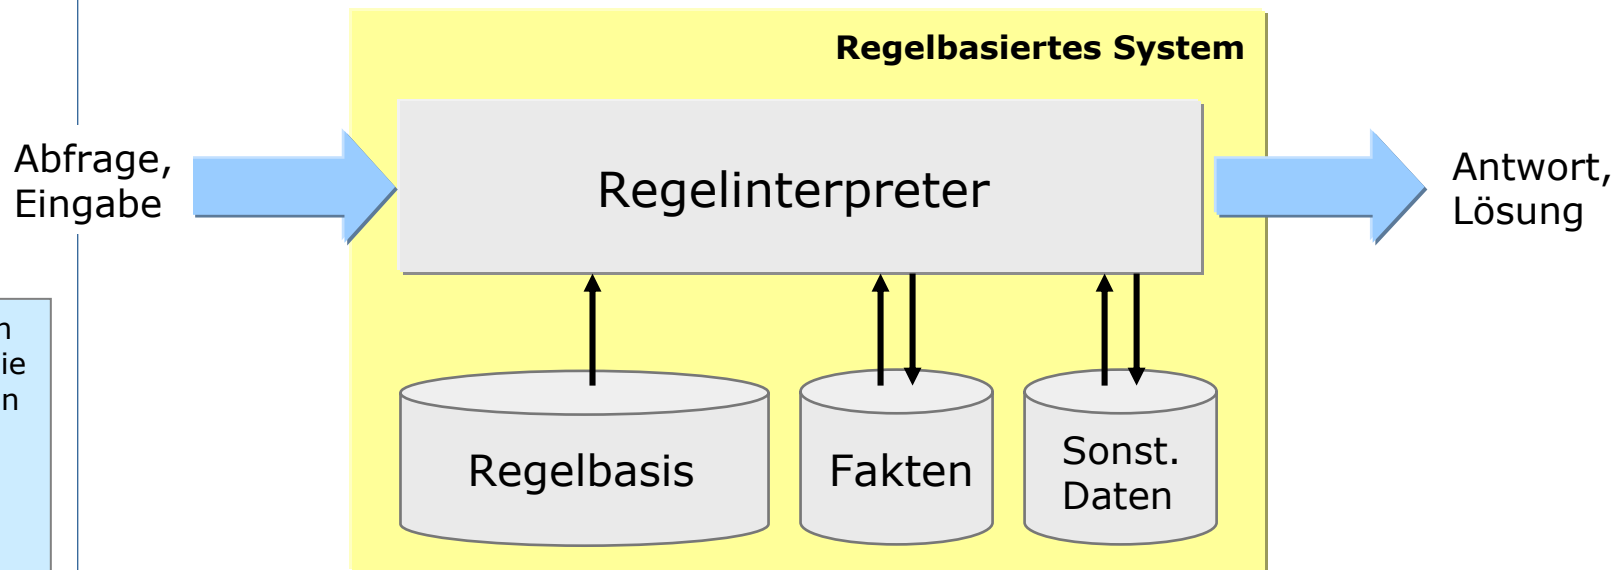 Regelbasiertes System
Abfrage,
Eingabe
Regelinterpreter
Antwort,
Lösung
Regelbasis
Fakten
Sonst.
Daten